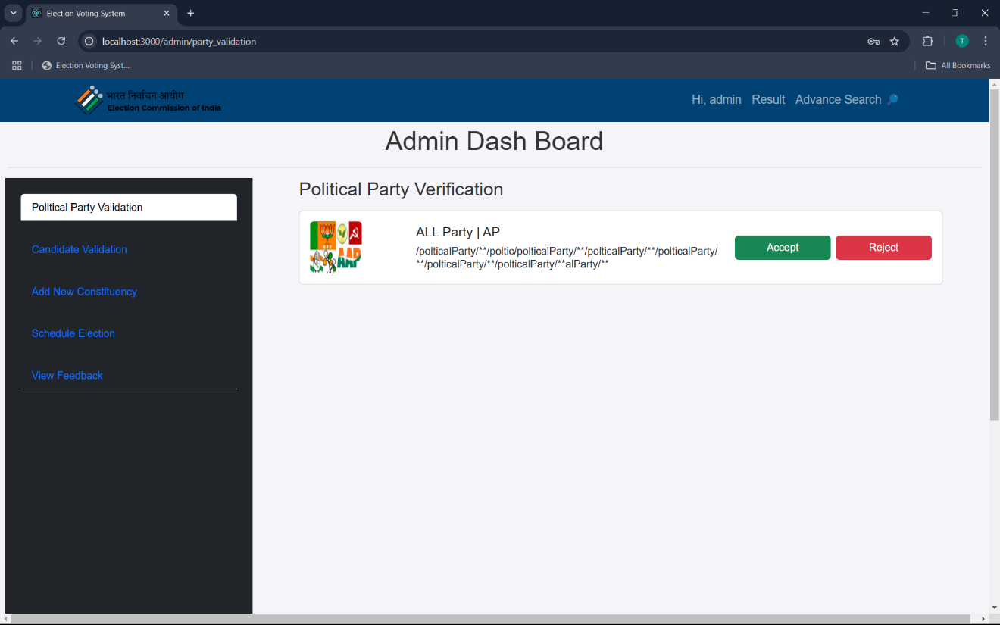 Election Voting System
localhost:3000/admin/party_validation
T
Election Voting Syst...
All Bookmarks
भारत निर्वाचन आयोग
Election Commission of India
Hi, admin Result Advance Search
Admin Dash Board
Political Party Validation
Candidate Validation
Add New Constituency
Schedule Election
View Feedback
Political Party Verification
AAP
ALL Party | AP
/polticalParty/**/poltic/polticalParty/**/polticalParty/**/polticalParty/
**/polticalParty/**/polticalParty/**alParty/**
Accept
Reject